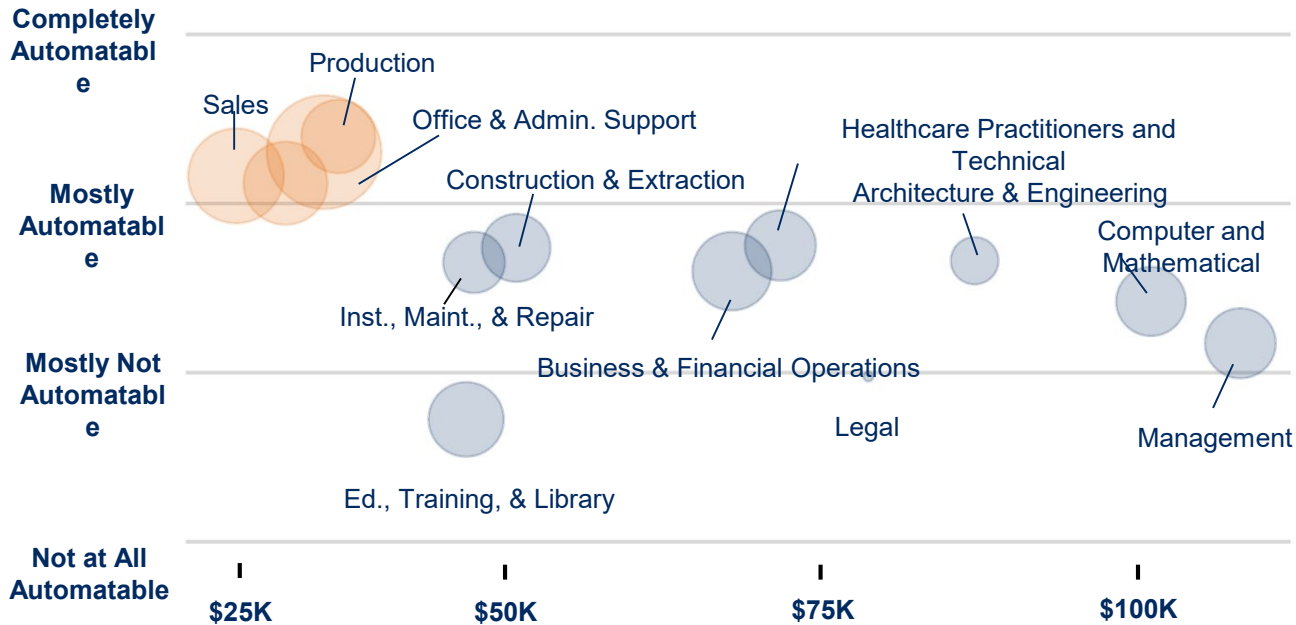 Completely
Automatabl
e
Production
Sales
Office & Admin. Support
Healthcare Practitioners and
Technical
Architecture & Engineering
Construction & Extraction
Mostly
Automatabl
e
Computer and
Mathematical
Inst., Maint., & Repair
Mostly Not
Automatabl
e
Business & Financial Operations
Legal
Management
Ed., Training, & Library
Not at All
Automatable
$25K
$50K
$75K
$100K